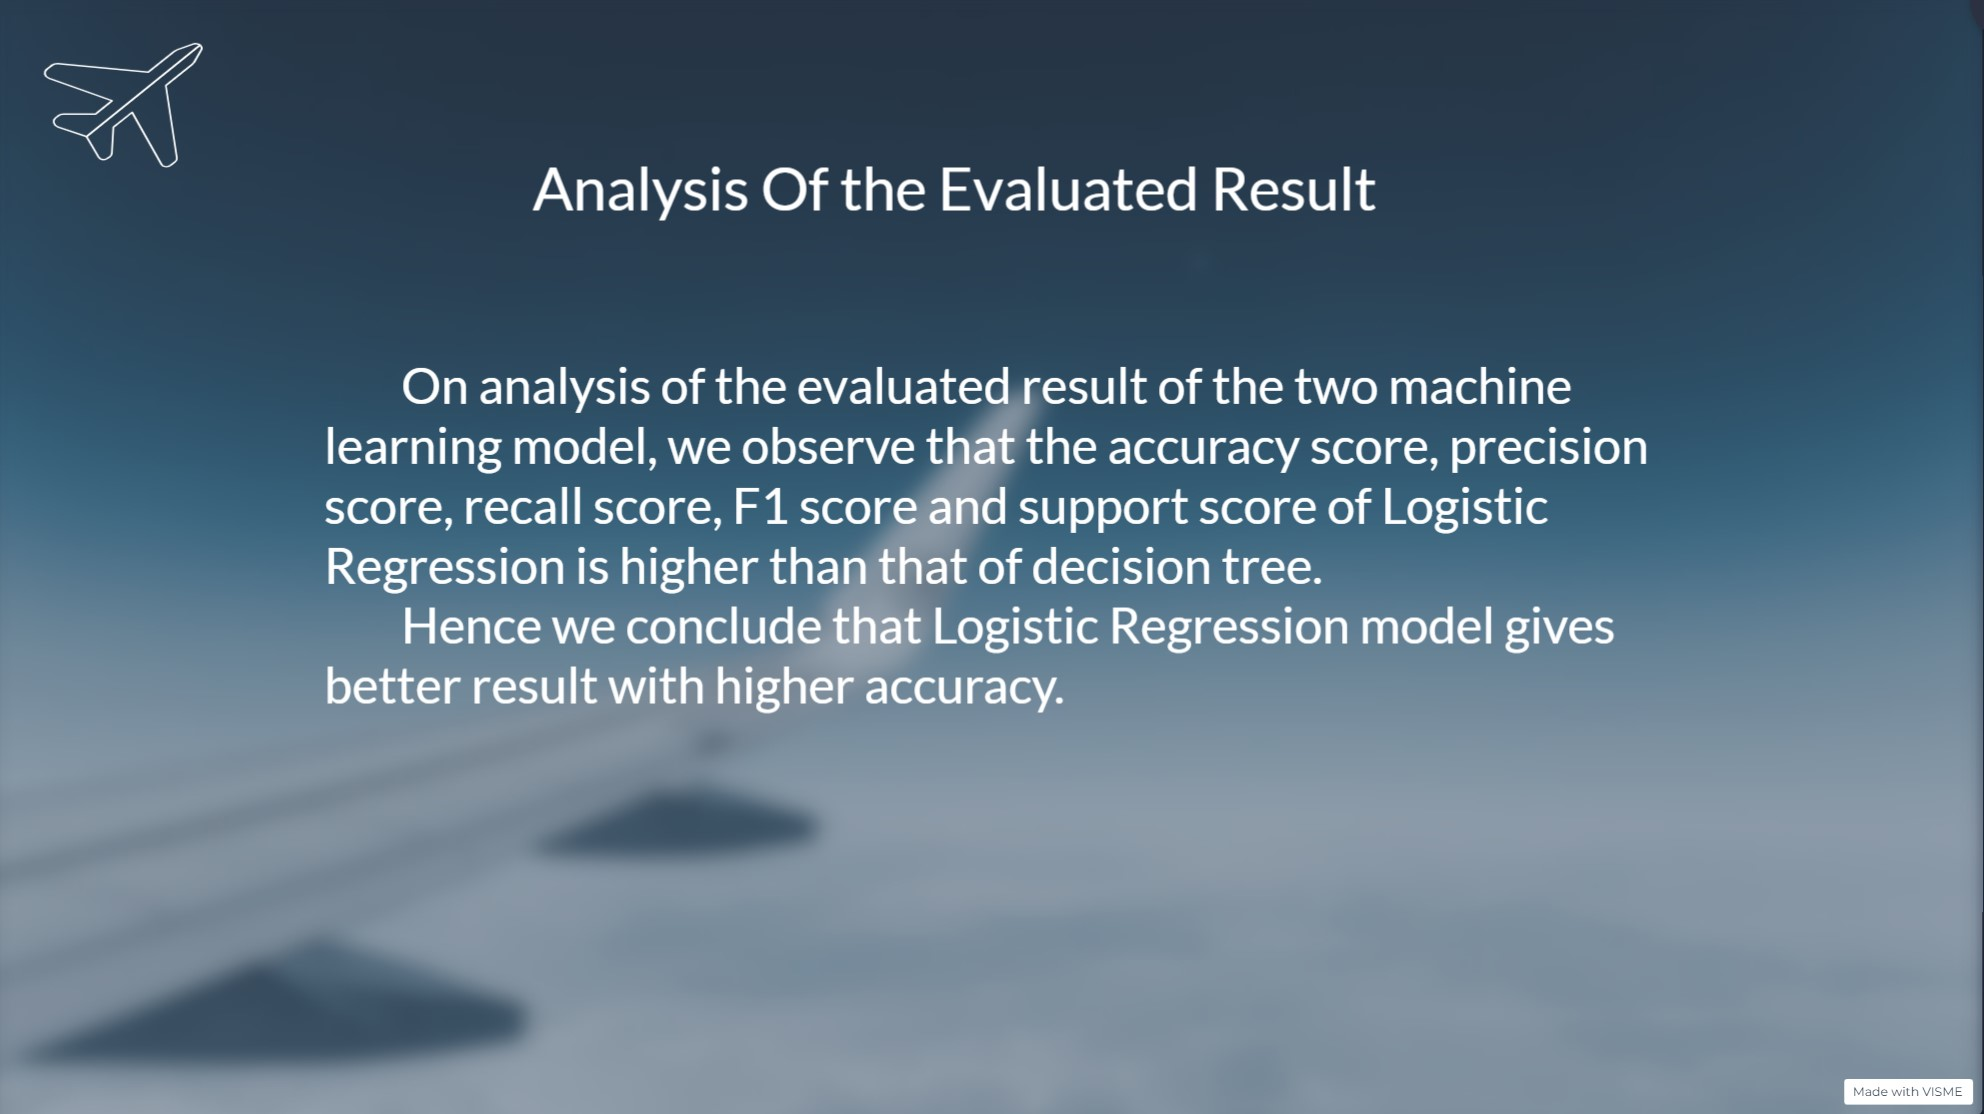 Analysis Of the Evaluated Result
On analysis of the evaluated result of the two machine
learning model, we observe that the accuracy score, precision
score, recall score, F1 score and support score of Logistic
Regression is higher than that of decision tree.
Hence we conclude that Logistic Regression model gives
better result with higher accuracy.
Made with VISME